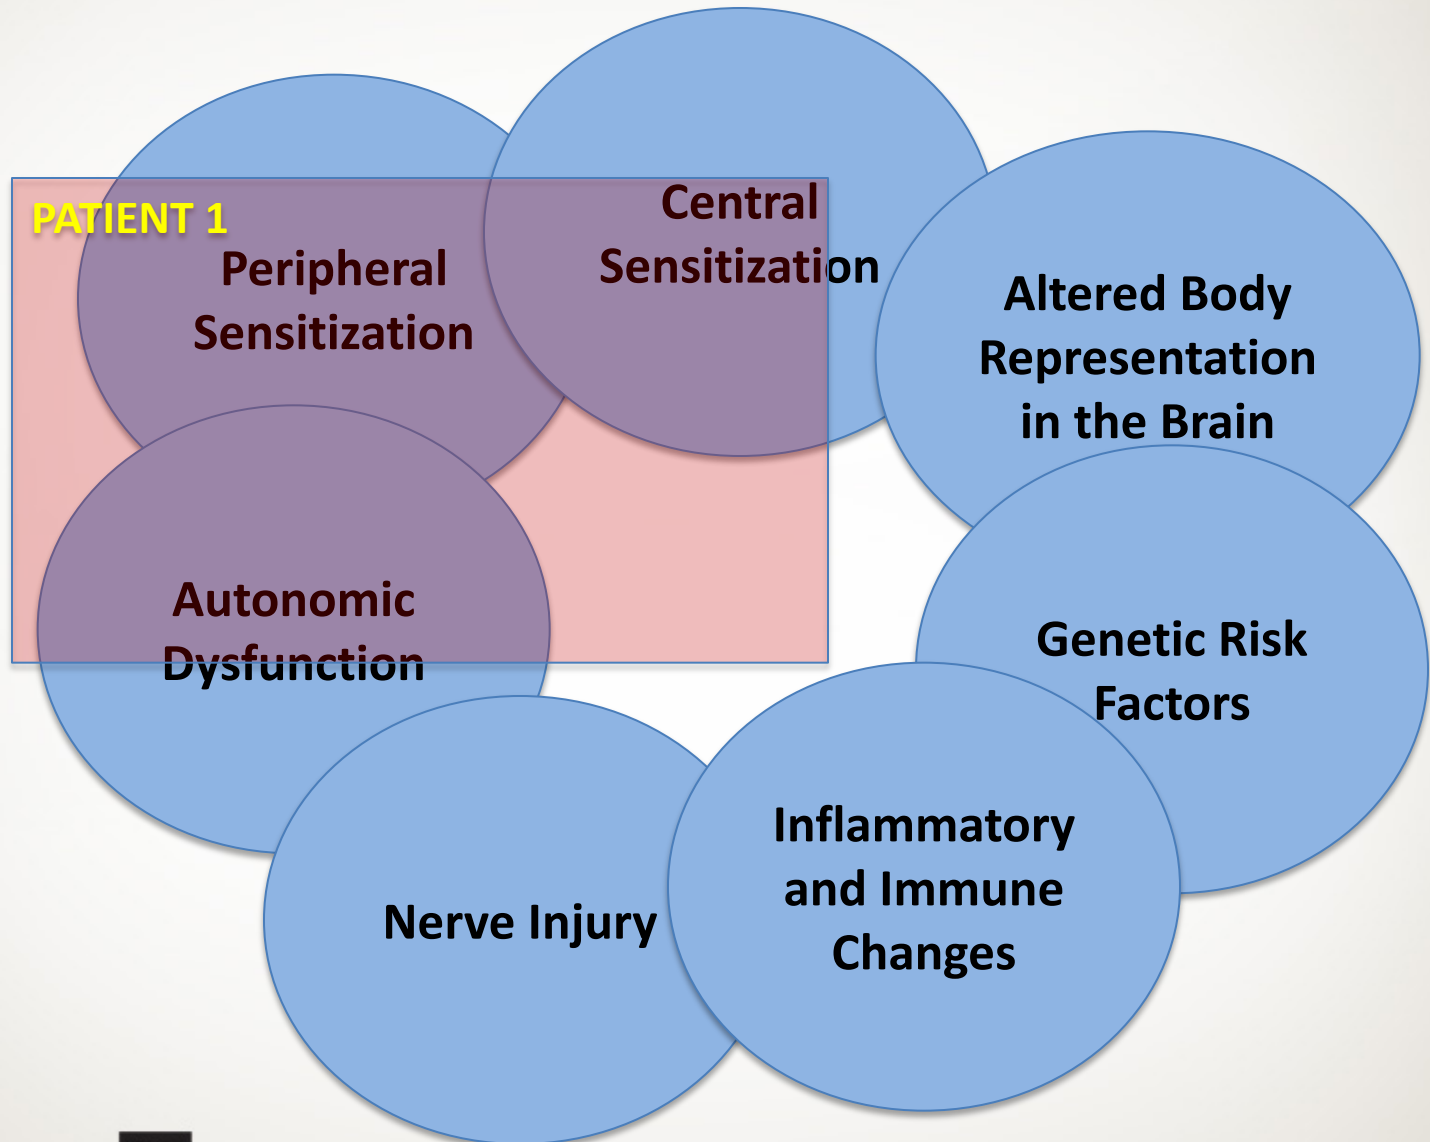 PATIENT 1
Peripheral
Sensitization
Central
Sensitization
Altered Body
Representation
in the Brain
Autonomic
Dysfunction
Genetic Risk
Factors
Nerve Injury
Inflammatory
and Immune
Changes